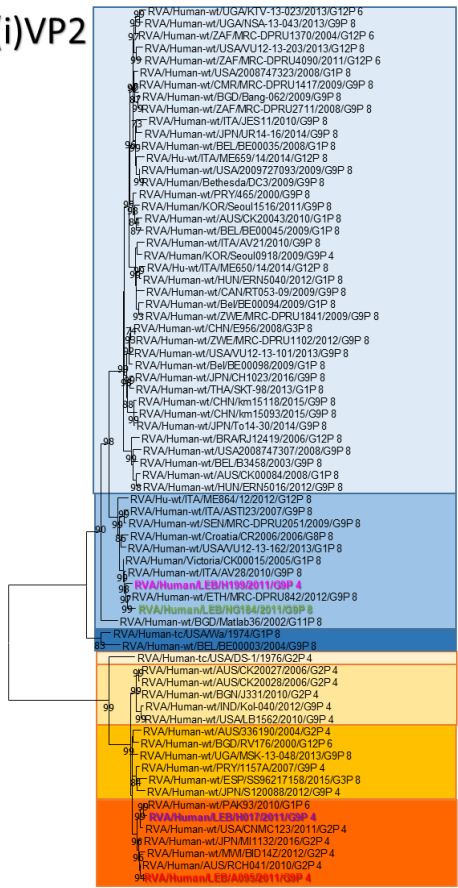 (i)VP2
RVA/Human-wt/UGA/KTV-13-023/2013/G12P 6
RVA/Human-wt/UGA/NSA-13-043/2013/G9P 8
RVA/Human-wt/ZAF/MRC-DPRU1370/2004/G12P 6
RVA/Human-wt/USA/VU12-13-203/2013/G12P 8
RVA/Human-wt/ZAF/MRC-DPRU4090/2011/G12P 6
RVA/Human-wt/USA2008747323/2008/G1P 8
RVA/Human-wt/CMR/MRC-DPRU1417/2009/G9P 8
RVA/Human-wt/BGD/Bang-062/2009/G9P 8
RVA/Human-wt/ZAF/MRC-DPRU2711/2008/G9P 8
RVA/Human-wt/ITA/JES11/2010/G9P 8
RVA/Human-wt/JPN/UR14-16/2014/G9P 8
RVA/Human-wt/BEL/BE00035/2008/G1P 8
RVA/Hu-wt/ITA/ME659/14/2014/G12P 8
RVA/Human-wt/USA2009727093/2009/G9P 8
RVA/Human/Bethesda/DC3/2009/G9P 8
RVA/Human-wt/PRY/465/2000/G9P 8
RVA/Human/KOR/Seoul1516/2011/G9P 8
RVA/Human-wt/AUS/CK20043/2010/G1P 8
RVA/Human-wt/BEL/BE00045/2009/G1P 8
RVA/Human-wt/ITA/AV21/2010/G9P 8
RVA/Human/KOR/Seoul0918/2009/G9P 4
RVA/Hu-wt/ITA/ME650/14/2014/G12P 8
RVA/Human-wt/HUN/ERN5040/2012/G1P 8
RVA/Human-wt/CAN/RT053-09/2009/G9P 8
RVA/Human-wt/Bel/BE00094/2009/G1P 8
RVA/Human-wt/ZWE/MRC-DPRU1841/2009/G9P 8
RVA/Human-wt/CHN/E956/2008/G3P 8
RVA/Human-wt/ZWE/MRC-DPRU1102/2012/G9P 8
RVA/Human-wt/USA/VU12-13-101/2013/G9P 8
RVA/Human-wt/Bel/BE00098/2009/G1P 8
RVA/Human-wt/JPN/CH1023/2016/G9P 8
RVA/Human-wt/THA/SKT-98/2013/G1P 8
RVA/Human-wt/CHN/km15118/2015/G9P 8
RVA/Human-wt/CHN/km15093/2015/G9P 8
RVA/Human-wt/JPN/To14-30/2014/G9P 8
RVA/Human-wt/BRA/RJ12419/2006/G12P 8
RVA/Human-wt/USA2008747307/2008/G9P 8
RVA/Human-wt/BEL/B3458/2003/G9P 8
RVA/Human-wt/AUS/CK00084/2008/G1P 8
RVA/Human-wt/HUN/ERN5016/2012/G9P 8
RVA/Hu-wt/ITA/ME864/12/2012/G12P 8
RVA/Human-wt/ITA/ASTI23/2007/G9P 8
RVA/Human-wt/SEN/MRC-DPRU2051/2009/G9P 8
RVA/Human-wt/Croatia/CR2006/2006/G8P 8
RVA/Human-wt/USA/VU12-13-162/2013/G1P 8
RVA/Human/Victoria/CK00015/2005/G1P 8
RVA/Human-wt/ITA/AV28/2010/G9P 8
RVA/Human/LEB/H199/2011/G9P 4
RVA/Human-wt/ETH/MRC-DPRU842/2012/G9P 8
RVA/Human/LEB/NG184/2011/G9P 8
RVA/Human-wt/BGD/Matlab36/2002/G11P 8
RVA/Human-tc/USA/Wa/1974/G1P 8
RVA/Human-wt/BEL/BE00003/2004/G9P 8
RVA/Human-tc/USA/DS-1/1976/G2P 4
RVA/Human-wt/AUS/CK20027/2006/G2P 4
RVA/Human-wt/AUS/CK20028/2006/G2P 4
RVA/Human-wt/BGN/J331/2010/G2P 4
RVA/Human-wt/IND/Kol-040/2012/G9P 4
RVA/Human-wt/USA/LB1562/2010/G9P 4
RVA/Human-wt/AUS/336190/2004/G2P 4
RVA/Human-wt/BGD/RV176/2000/G12P 6
RVA/Human-wt/UGA/MSK-13-048/2013/G9P 8
RVA/Human-wt/PRY/1157A/2007/G9P 4
RVA/Human-wt/ESP/SS96217158/2015/G3P 8
RVA/Human-wt/JPN/S120088/2012/G9P 4
RVA/Human-wt/PAK93/2010/G1P 6
RVA/Human/LEB/H017/2011/G9P 4
RVA/Human-wt/USA/CNMC123/2011/G2P 4
RVA/Human-wt/JPN/MI1132/2016/G2P 4
RVA/Human-wt/MWI/BID14Z/2012/G2P 4
RVA/Human/AUS/RCH041/2010/G2P 4
RVA/Human/LEB/A095/2011/G9P 4